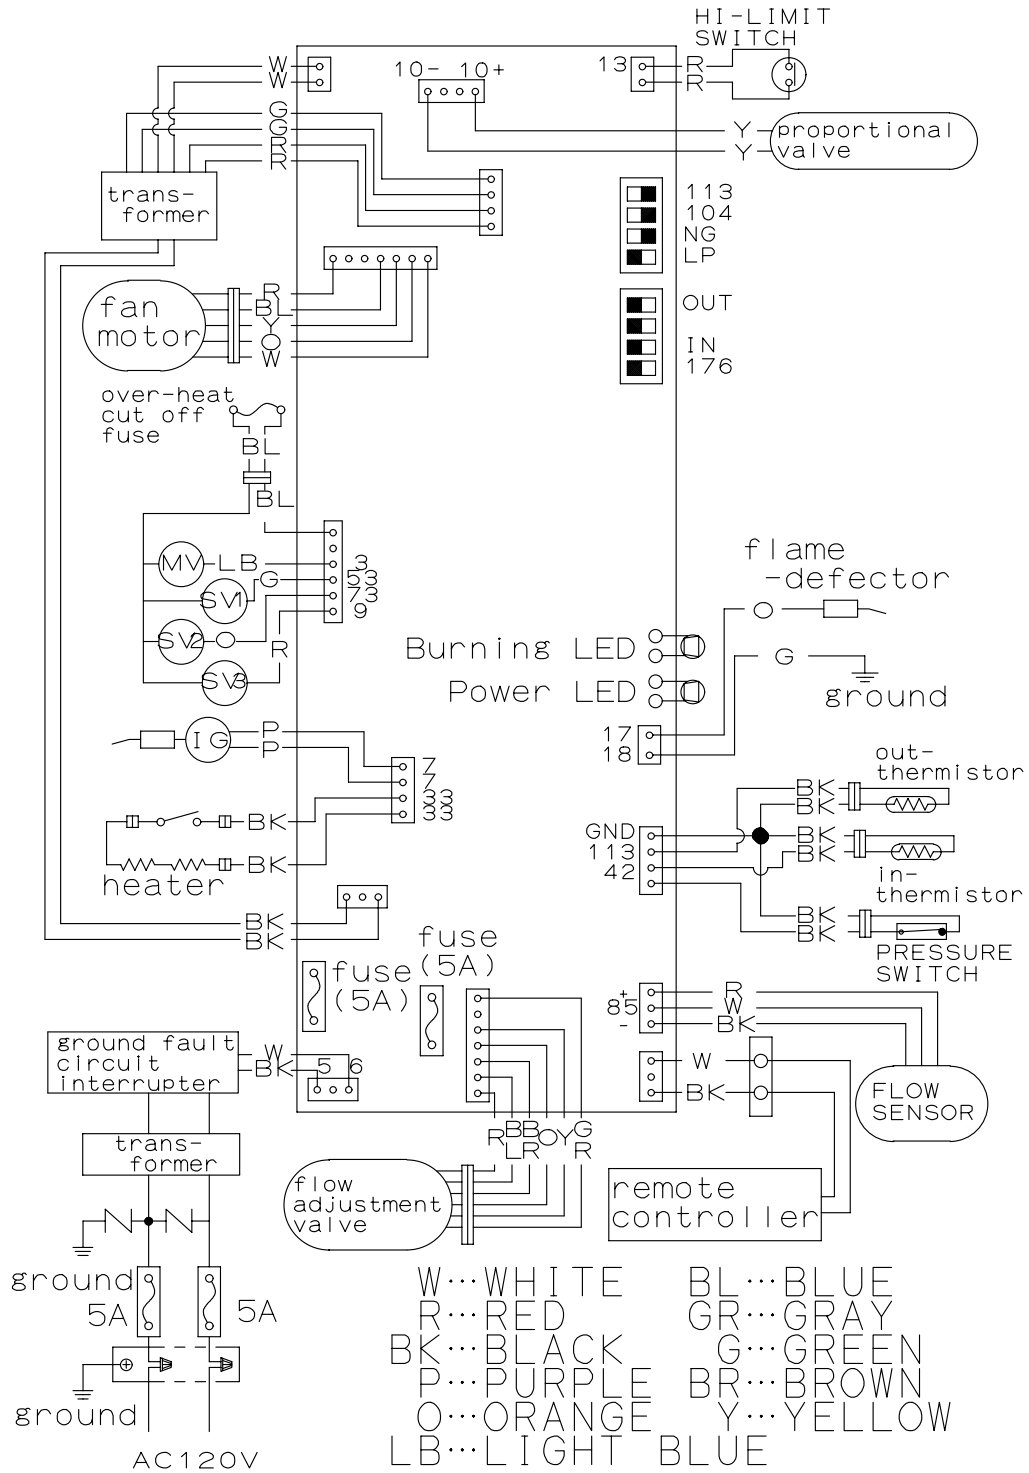 HI-LIMIT
SWITCH
W
W
10- 10+
13
R
R
G
G
R
R
Y
Y
proportional
valve
trans-
former
113
104
NG
LP
fan
motor
R
BL
Y
O
W
OUT
IN
176
over-heat
cut off
fuse
BL
BL
MV
LB
3
G
53
SV1
73
9
SV2
O
R
SV3
flame
-defector
O
Burning LED
G
Power LED
ground
IG
P
P
7
7
33
33
17
18
out-
thermistor
BK
BK
BK
BK
heater
GND
113
42
BK
BK
in-
thermistor
BK
BK
BK
BK
PRESSURE
SWITCH
fuse
(5A)
fuse
(5A)
+
85
-
R
W
BK
ground fault
circuit
interrupter
W
BK
5 6
W
BK
FLOW
SENSOR
trans-
former
R
BL
BR
O
Y
GR
flow
adjustment
valve
remote
controller
ground
5A
5A
ground
AC120V
W···WHITE BL···BLUE
R···RED GR···GRAY
BK···BLACK G···GREEN
P···PURPLE BR···BROWN
O···ORANGE Y···YELLOW
LB···LIGHT BLUE